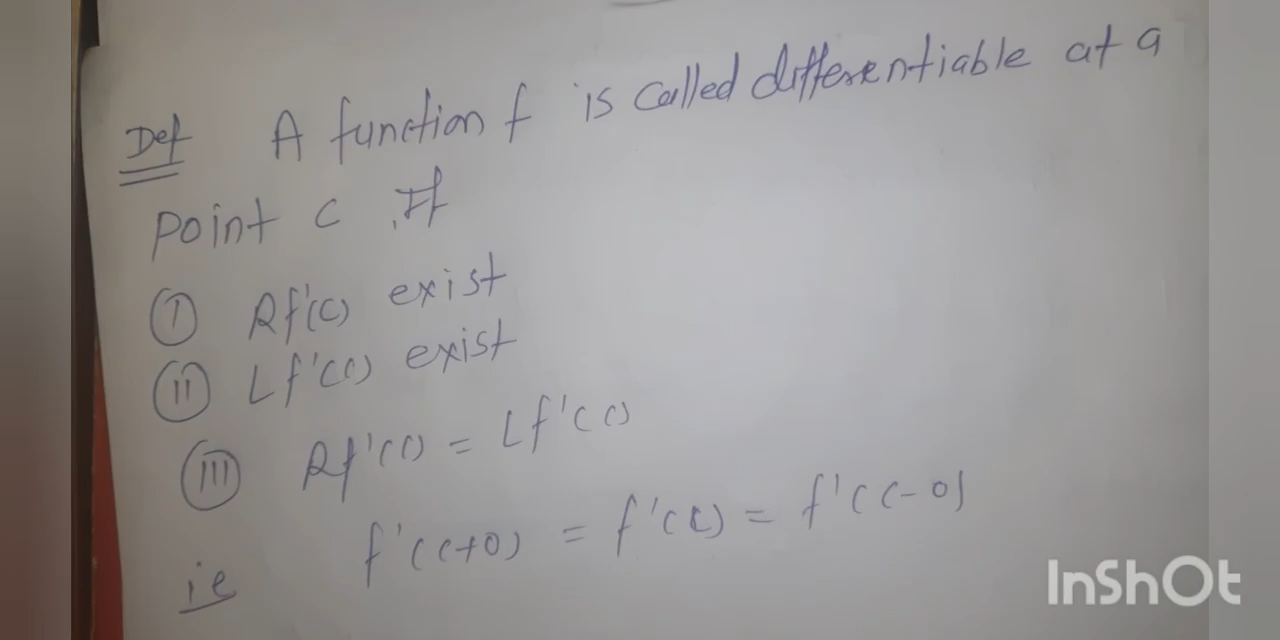 Def A function f is called differentiable at a
point c If
I Rf'(c) exist
II Lf'(c) exist
III Rf'(c) = Lf'(c)
ie f'(c+0) = f'(c) = f'(c-0)
InShOt